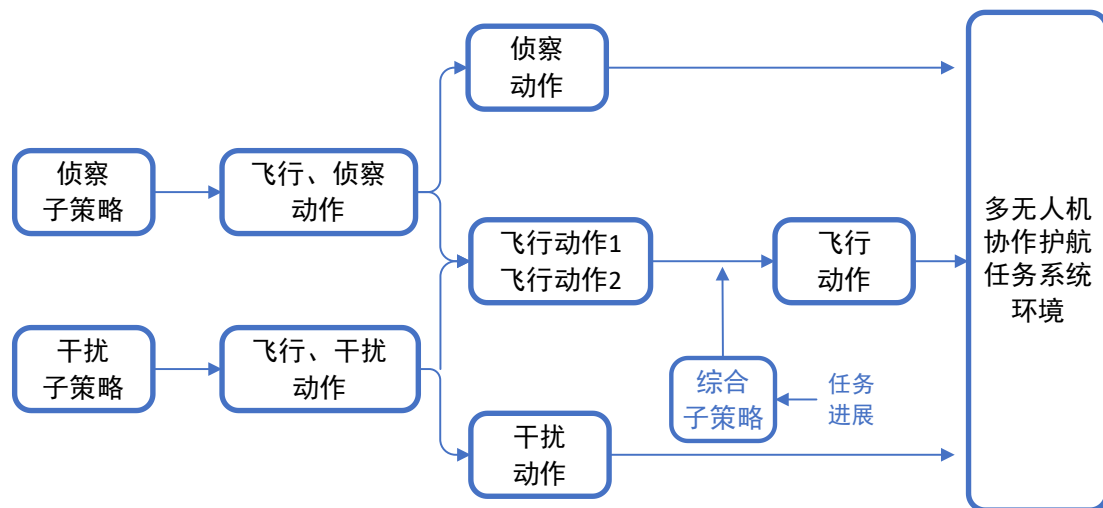 侦察
动作
侦察
子策略
飞行、侦察
动作
飞行动作1
飞行动作2
飞行
动作
多无人机
协作护航
任务系统
环境
干扰
子策略
飞行、干扰
动作
综合
子策略
任务
进展
干扰
动作